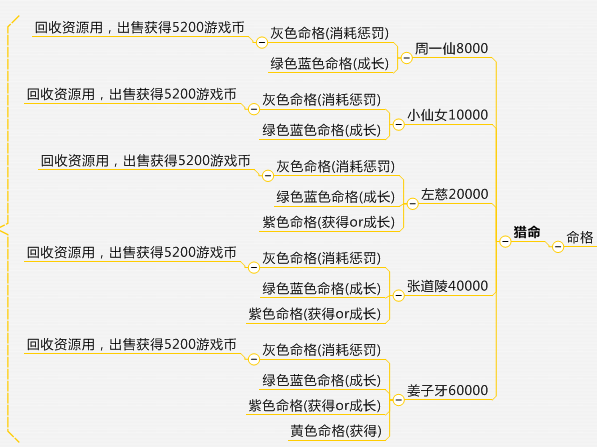 回收资源用，出售获得5200游戏币
灰色命格(消耗惩罚)
绿色蓝色命格(成长)
周一仙8000
回收资源用，出售获得5200游戏币
灰色命格(消耗惩罚)
绿色蓝色命格(成长)
小仙女10000
回收资源用，出售获得5200游戏币
灰色命格(消耗惩罚)
绿色蓝色命格(成长)
紫色命格(获得or成长)
左慈20000
回收资源用，出售获得5200游戏币
灰色命格(消耗惩罚)
绿色蓝色命格(成长)
紫色命格(获得or成长)
张道陵40000
回收资源用，出售获得5200游戏币
灰色命格(消耗惩罚)
绿色蓝色命格(成长)
紫色命格(获得or成长)
黄色命格(获得)
姜子牙60000
猎命
命格